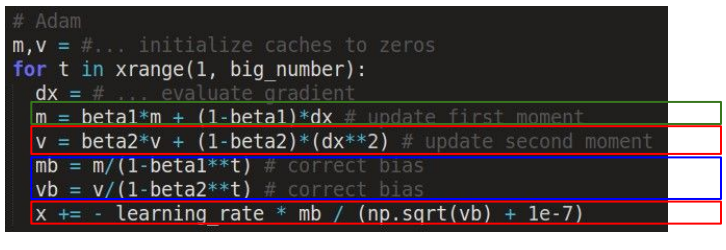 # Adam
m,v = #... initialize caches to zeros
for t in xrange(1, big_number):
  dx = # ... evaluate gradient
  m = beta1*m + (1-beta1)*dx # update first moment
  v = beta2*v + (1-beta2)*(dx**2) # update second moment
  mb = m/(1-beta1**t) # correct bias
  vb = v/(1-beta2**t) # correct bias
  x += - learning_rate * mb / (np.sqrt(vb) + 1e-7)